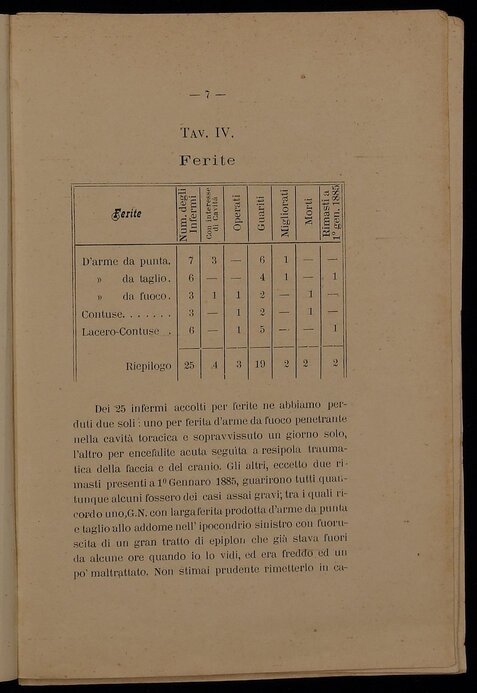 — 7 —
TAV. IV.
Ferite
Ferite | Num. degli Infermi | Con interesse di Cavità | Operati | Guariti | Migliorati | Morti | Rimasti a 1º gen. 1885
D'arme da punta. 7 3 — 6 1 — —
» da taglio. 6 — — 4 1 — 1
» da fuoco. 3 1 1 2 — 1 —
Contuse. . . . . . . 3 — 1 2 — 1
Lacero-Contuse . 6 — 1 5 — — 1
Riepilogo 25 4 3 19 2 2 2
Dei 25 infermi accolti per ferite ne abbiamo per-
duti due soli: uno per ferita d'arme da fuoco penetrante
nella cavità toracica e sopravvissuto un giorno solo,
l'altro per encefalite acuta seguita a resipola trauma-
tica della faccia e del cranio. Gli altri, eccetto due ri-
masti presenti a 1º Gennaro 1885, guarirono tutti quan-
tunque alcuni fossero dei casi assai gravi; tra i quali ri-
cordo uno, G.N. con larga ferita prodotta d'arme da punta
e taglio allo addome nell' ipocondrio sinistro con fuoru-
scita di un gran tratto di epiplon che già stava fuori
da alcune ore quando io lo vidi, ed era freddo ed un
po' maltrattato. Non stimai prudente rimetterlo in ca-